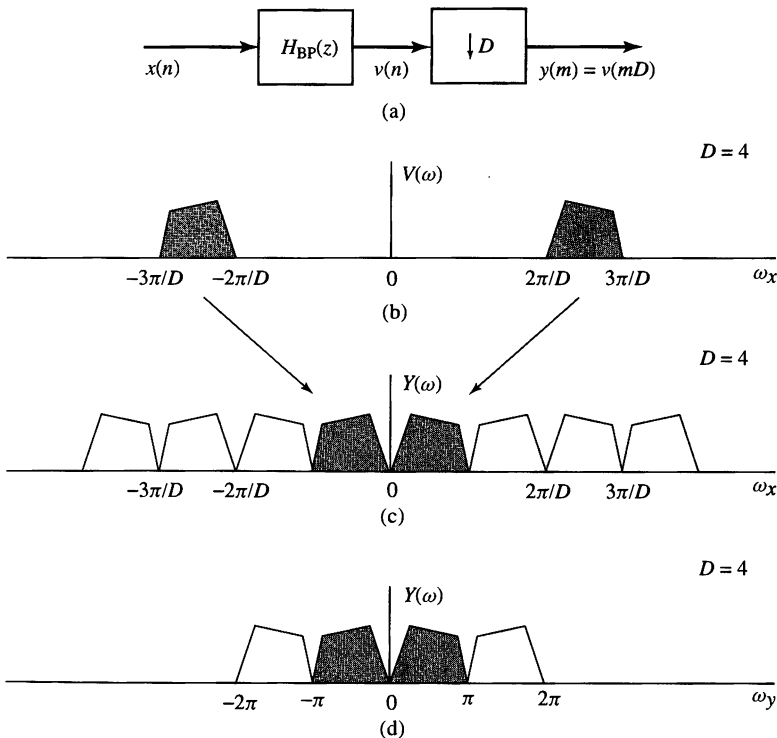 H_BP(z)
↓ D
x(n)
v(n)
y(m) = v(mD)
(a)
D = 4
V(ω)
−3π/D −2π/D 0 2π/D 3π/D ω_x
(b)
D = 4
Y(ω)
−3π/D −2π/D 0 2π/D 3π/D ω_x
(c)
D = 4
Y(ω)
−2π −π 0 π 2π ω_y
(d)